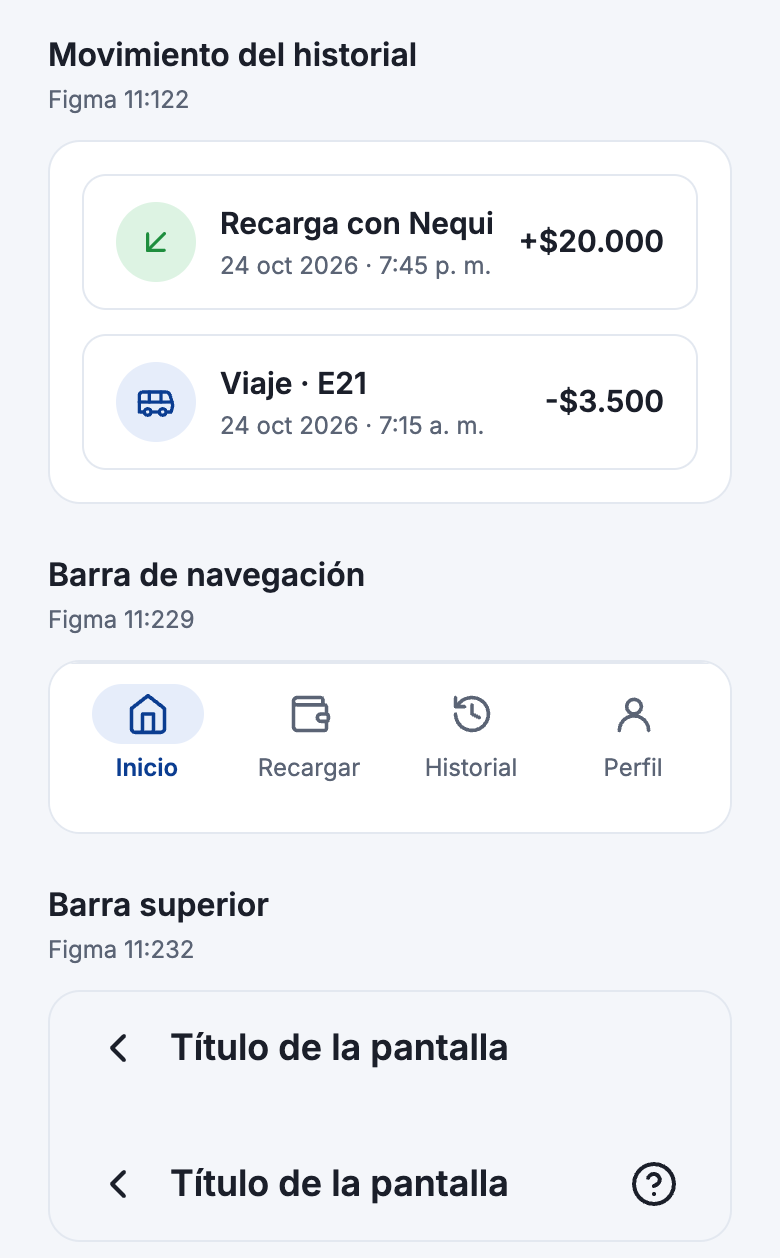 Movimiento del historial
Figma 11:122
Recarga con Nequi
+$20.000
24 oct 2026 · 7:45 p. m.
Viaje · E21
-$3.500
24 oct 2026 · 7:15 a. m.
Barra de navegación
Figma 11:229
Inicio Recargar Historial Perfil
Barra superior
Figma 11:232
Título de la pantalla
Título de la pantalla